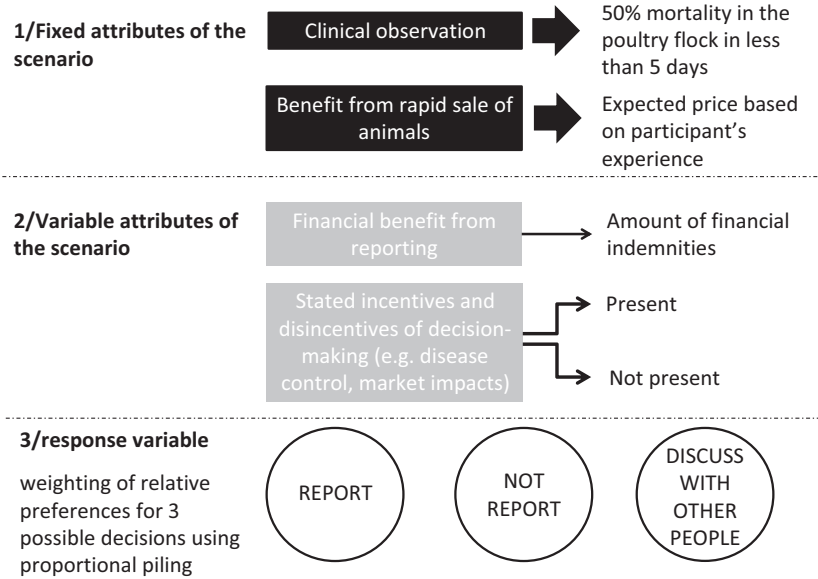 1/Fixed attributes of the
scenario
Clinical observation
50% mortality in the
poultry flock in less
than 5 days
Benefit from rapid sale of
animals
Expected price based
on participant’s
experience
2/Variable attributes of
the scenario
Financial benefit from
reporting
Amount of financial
indemnities
Stated incentives and
disincentives of decision-
making (e.g. disease
control, market impacts)
Present
Not present
3/response variable
weighting of relative
preferences for 3
possible decisions using
proportional piling
REPORT
NOT
REPORT
DISCUSS
WITH
OTHER
PEOPLE